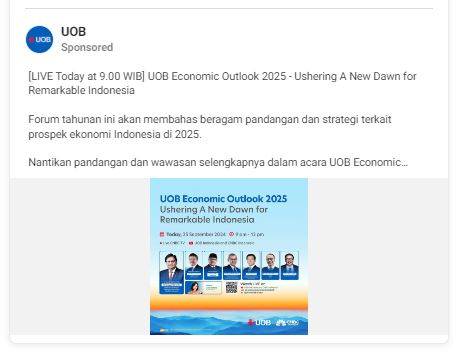 UOB
UOB
Sponsored
[LIVE Today at 9.00 WIB] UOB Economic Outlook 2025 - Ushering A New Dawn for
Remarkable Indonesia
Forum tahunan ini akan membahas beragam pandangan dan strategi terkait
prospek ekonomi Indonesia di 2025.
Nantikan pandangan dan wawasan selengkapnya dalam acara UOB Economic...
UOB Economic Outlook 2025
Ushering A New Dawn for
Remarkable Indonesia
Today, 25 September 2024 9 am - 12 pm
Live CNBC TV UOB Indonesia and CNBC Indonesia
UOB
CNBC